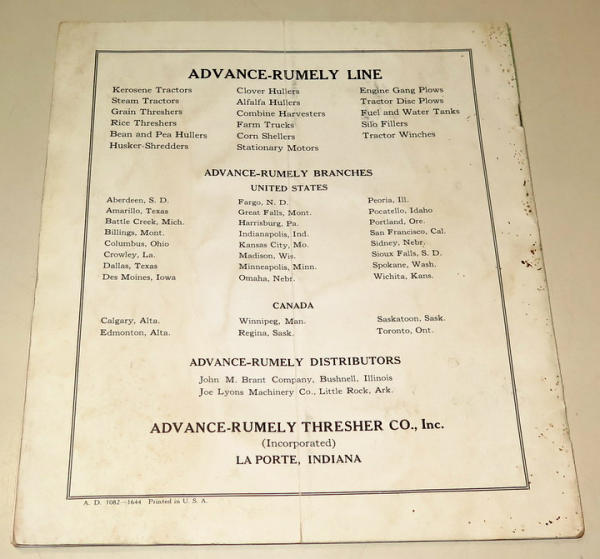 ADVANCE-RUMELY LINE
Kerosene Tractors
Steam Tractors
Grain Threshers
Rice Threshers
Bean and Pea Hullers
Husker-Shredders
Clover Hullers
Alfalfa Hullers
Combine Harvesters
Farm Trucks
Corn Shellers
Stationary Motors
Engine Gang Plows
Tractor Disc Plows
Fuel and Water Tanks
Silo Fillers
Tractor Winches
ADVANCE-RUMELY BRANCHES
UNITED STATES
Aberdeen, S. D.
Amarillo, Texas
Battle Creek, Mich.
Billings, Mont.
Columbus, Ohio
Crowley, La.
Dallas, Texas
Des Moines, Iowa
Fargo, N. D.
Great Falls, Mont.
Harrisburg, Pa.
Indianapolis, Ind.
Kansas City, Mo.
Madison, Wis.
Minneapolis, Minn.
Omaha, Nebr.
Peoria, Ill.
Pocatello, Idaho
Portland, Ore.
San Francisco, Cal.
Sidney, Nebr.
Sioux Falls, S. D.
Spokane, Wash.
Wichita, Kans.
CANADA
Calgary, Alta.
Edmonton, Alta.
Winnipeg, Man.
Regina, Sask.
Saskatoon, Sask.
Toronto, Ont.
ADVANCE-RUMELY DISTRIBUTORS
John M. Brant Company, Bushnell, Illinois
Joe Lyons Machinery Co., Little Rock, Ark.
ADVANCE-RUMELY THRESHER CO., Inc.
(Incorporated)
LA PORTE, INDIANA
A. D. 1082—1644 Printed in U. S. A.